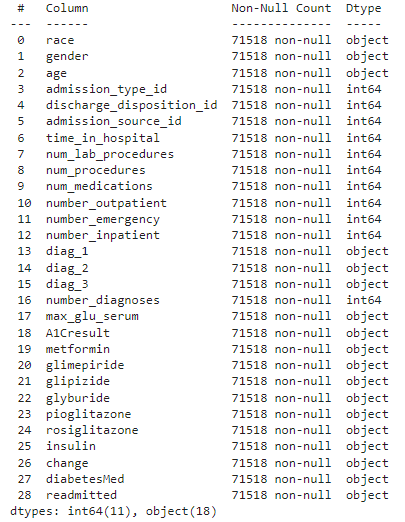 #   Column                    Non-Null Count  Dtype
---  ------                    --------------  -----
0   race                      71518 non-null  object
1   gender                    71518 non-null  object
2   age                       71518 non-null  object
3   admission_type_id         71518 non-null  int64
4   discharge_disposition_id  71518 non-null  int64
5   admission_source_id       71518 non-null  int64
6   time_in_hospital          71518 non-null  int64
7   num_lab_procedures        71518 non-null  int64
8   num_procedures            71518 non-null  int64
9   num_medications           71518 non-null  int64
10  number_outpatient         71518 non-null  int64
11  number_emergency          71518 non-null  int64
12  number_inpatient          71518 non-null  int64
13  diag_1                    71518 non-null  object
14  diag_2                    71518 non-null  object
15  diag_3                    71518 non-null  object
16  number_diagnoses          71518 non-null  int64
17  max_glu_serum             71518 non-null  object
18  A1Cresult                 71518 non-null  object
19  metformin                 71518 non-null  object
20  glimepiride               71518 non-null  object
21  glipizide                 71518 non-null  object
22  glyburide                 71518 non-null  object
23  pioglitazone              71518 non-null  object
24  rosiglitazone             71518 non-null  object
25  insulin                   71518 non-null  object
26  change                    71518 non-null  object
27  diabetesMed               71518 non-null  object
28  readmitted                71518 non-null  object
dtypes: int64(11), object(18)